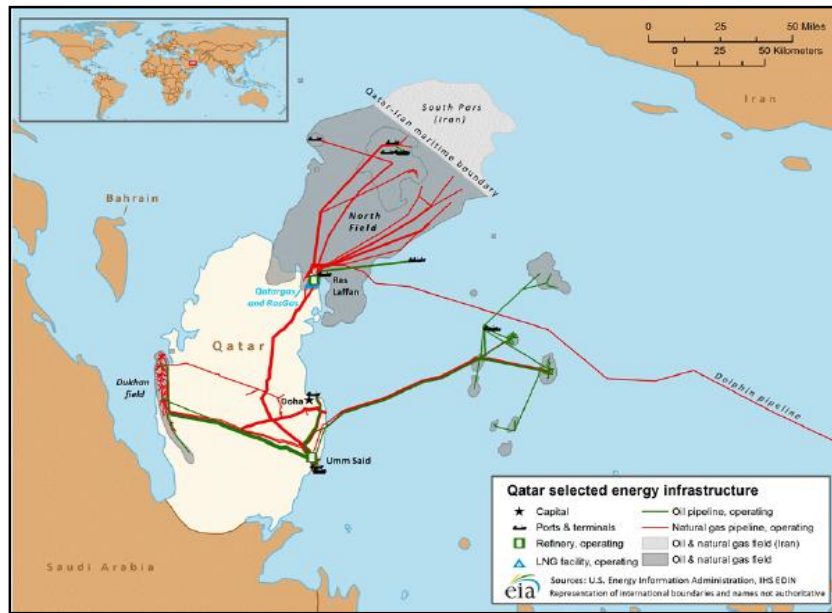 0 25 50 Miles
0 25 50 Kilometers
Iran
South Pars
(Iran)
Qatar-Iran maritime boundary
Bahrain
North
Field
Ras
Laffan
Qatargas
and RasGas
Qatar
Dukhan
field
Doha
Dolphin pipeline
Umm Said
Saudi Arabia
Qatar selected energy infrastructure
Capital
Oil pipeline, operating
Ports & terminals
Natural gas pipeline, operating
Refinery, operating
Oil & natural gas field (Iran)
LNG facility, operating
Oil & natural gas field
eia
Sources: U.S. Energy Information Administration, IHS EDIN
Representation of international boundaries and names not authoritative